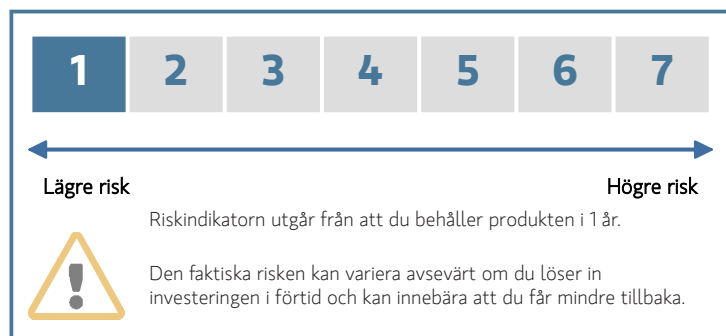 1 2 3 4 5 6 7
Lägre risk Högre risk
Riskindikatorn utgår från att du behåller produkten i 1 år.
Den faktiska risken kan variera avsevärt om du löser in
investeringen i förtid och kan innebära att du får mindre tillbaka.